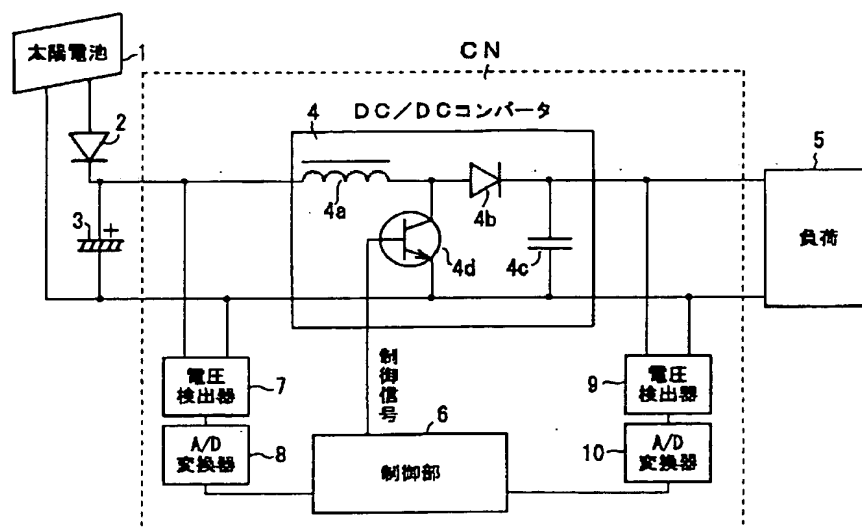 CN
太陽電池
1
DC/DCコンバータ
2
4
5
4a
4b
3
+
4d
4c
負荷
制御信号
電圧
検出器
7
9
電圧
検出器
6
A/D
変換器
8
制御部
10
A/D
変換器